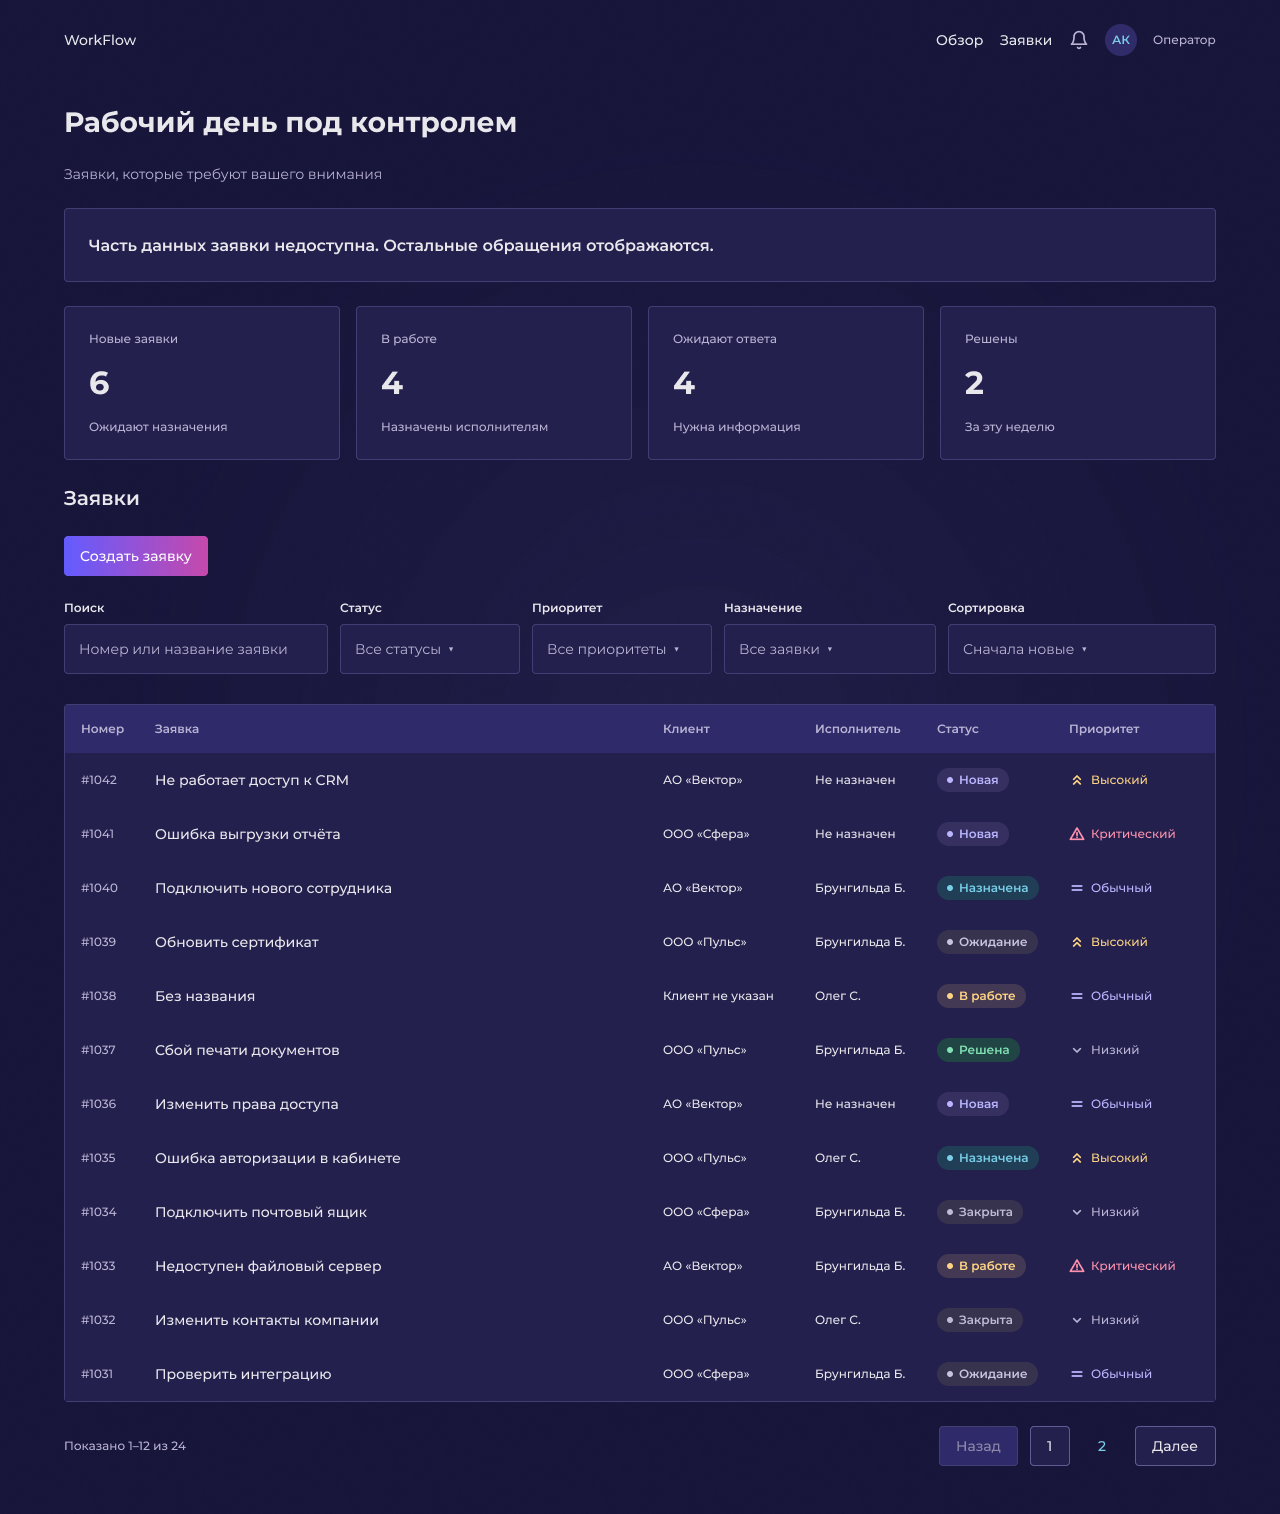 WorkFlow
Обзор Заявки АК Оператор
Рабочий день под контролем
Заявки, которые требуют вашего внимания
Часть данных заявки недоступна. Остальные обращения отображаются.
Новые заявки В работе Ожидают ответа Решены
6 4 4 2
Ожидают назначения Назначены исполнителям Нужна информация За эту неделю
Заявки
Создать заявку
Поиск Статус Приоритет Назначение Сортировка
Номер или название заявки Все статусы Все приоритеты Все заявки Сначала новые
Номер Заявка Клиент Исполнитель Статус Приоритет
#1042 Не работает доступ к CRM АО «Вектор» Не назначен Новая Высокий
#1041 Ошибка выгрузки отчёта ООО «Сфера» Не назначен Новая Критический
#1040 Подключить нового сотрудника АО «Вектор» Брунгильда Б. Назначена Обычный
#1039 Обновить сертификат ООО «Пульс» Брунгильда Б. Ожидание Высокий
#1038 Без названия Клиент не указан Олег С. В работе Обычный
#1037 Сбой печати документов ООО «Пульс» Брунгильда Б. Решена Низкий
#1036 Изменить права доступа АО «Вектор» Не назначен Новая Обычный
#1035 Ошибка авторизации в кабинете ООО «Пульс» Олег С. Назначена Высокий
#1034 Подключить почтовый ящик ООО «Сфера» Брунгильда Б. Закрыта Низкий
#1033 Недоступен файловый сервер АО «Вектор» Брунгильда Б. В работе Критический
#1032 Изменить контакты компании ООО «Пульс» Олег С. Закрыта Низкий
#1031 Проверить интеграцию ООО «Сфера» Брунгильда Б. Ожидание Обычный
Показано 1–12 из 24 Назад 1 2 Далее